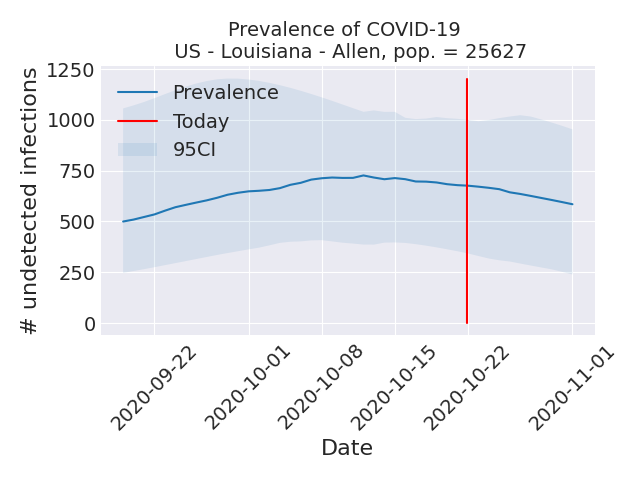 Prevalence of COVID-19
US - Louisiana - Allen, pop. = 25627
# undetected infections
1250
1000
750
500
250
0
Prevalence
Today
95CI
2020-09-22
2020-10-01
2020-10-08
2020-10-15
2020-10-22
2020-11-01
Date